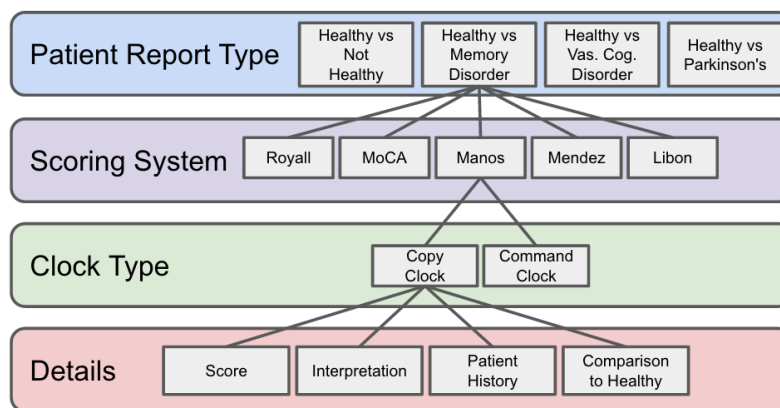 Patient Report Type
Healthy vs
Not
Healthy
Healthy vs
Memory
Disorder
Healthy vs
Vas. Cog.
Disorder
Healthy vs
Parkinson's
Scoring System
Royall
MoCA
Manos
Mendez
Libon
Clock Type
Copy
Clock
Command
Clock
Details
Score
Interpretation
Patient
History
Comparison
to Healthy